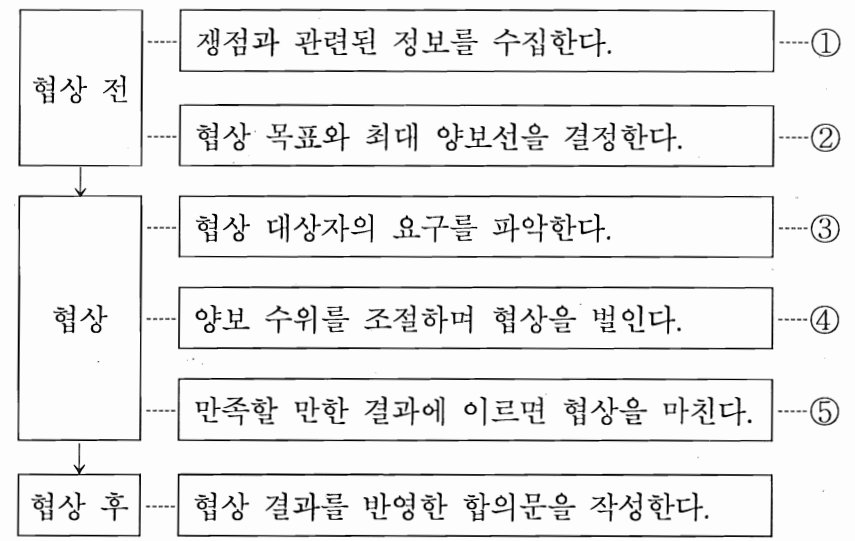 협상 전
쟁점과 관련된 정보를 수집한다. ①
협상 목표와 최대 양보선을 결정한다. ②
협상
협상 대상자의 요구를 파악한다. ③
양보 수위를 조절하며 협상을 벌인다. ④
만족할 만한 결과에 이르면 협상을 마친다. ⑤
협상 후
협상 결과를 반영한 합의문을 작성한다.